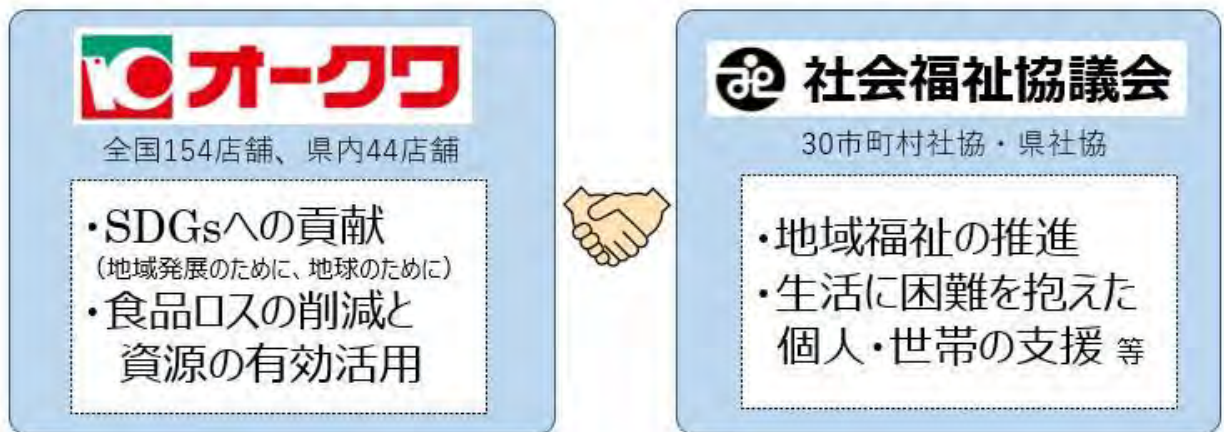 オークワ
全国154店舗、県内44店舗
・SDGsへの貢献
（地域発展のために、地球のために）
・食品ロスの削減と
資源の有効活用
社会福祉協議会
30市町村社協・県社協
・地域福祉の推進
・生活に困難を抱えた
個人・世帯の支援 等